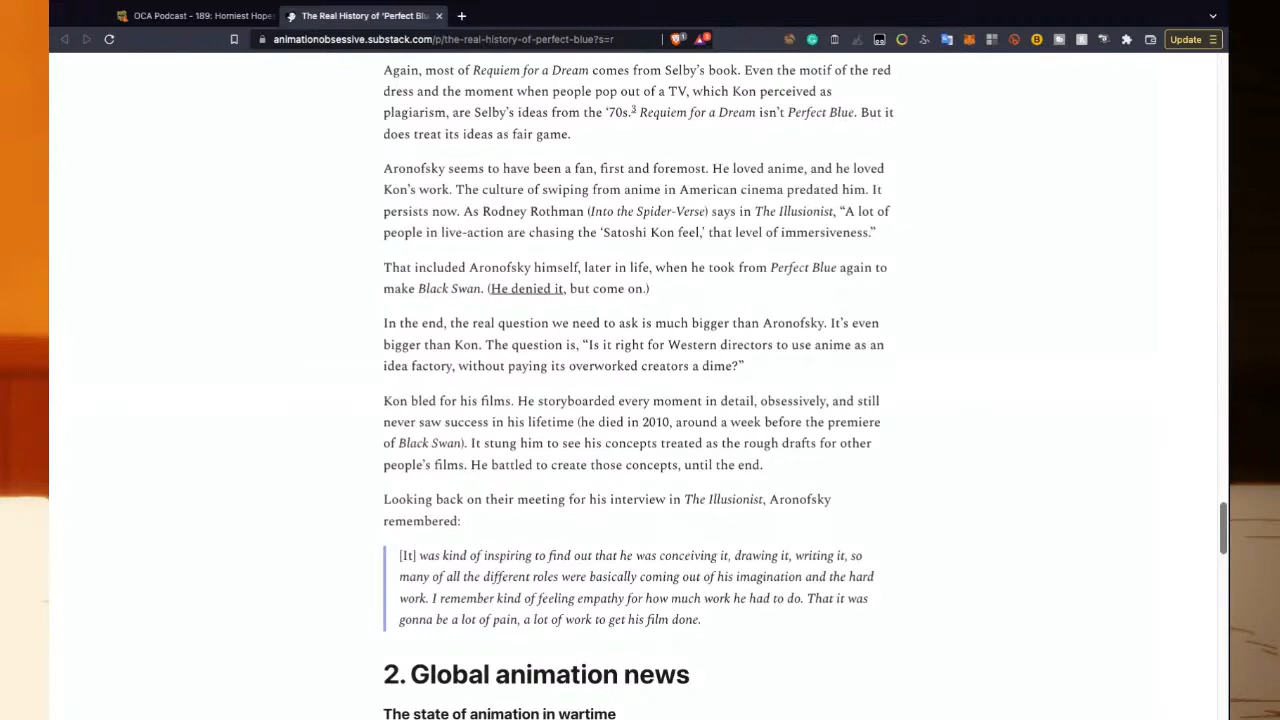 OCA Podcast - 189: Horniest Hope
The Real History of 'Perfect Blu
animationobsessive.substack.com/p/the-real-history-of-perfect-blue?s=r
Update
Again, most of Requiem for a Dream comes from Selby's book. Even the motif of the red
dress and the moment when people pop out of a TV, which Kon perceived as
plagiarism, are Selby's ideas from the ‘70s.3 Requiem for a Dream isn't Perfect Blue. But it
does treat its ideas as fair game.
Aronofsky seems to have been a fan, first and foremost. He loved anime, and he loved
Kon's work. The culture of swiping from anime in American cinema predated him. It
persists now. As Rodney Rothman (Into the Spider-Verse) says in The Illusionist, “A lot of
people in live-action are chasing the ‘Satoshi Kon feel,’ that level of immersiveness.”
That included Aronofsky himself, later in life, when he took from Perfect Blue again to
make Black Swan. (He denied it, but come on.)
In the end, the real question we need to ask is much bigger than Aronofsky. It's even
bigger than Kon. The question is, “Is it right for Western directors to use anime as an
idea factory, without paying its overworked creators a dime?”
Kon bled for his films. He storyboarded every moment in detail, obsessively, and still
never saw success in his lifetime (he died in 2010, around a week before the premiere
of Black Swan). It stung him to see his concepts treated as the rough drafts for other
people's films. He battled to create those concepts, until the end.
Looking back on their meeting for his interview in The Illusionist, Aronofsky
remembered:
[It] was kind of inspiring to find out that he was conceiving it, drawing it, writing it, so
many of all the different roles were basically coming out of his imagination and the hard
work. I remember kind of feeling empathy for how much work he had to do. That it was
gonna be a lot of pain, a lot of work to get his film done.
2. Global animation news
The state of animation in wartime